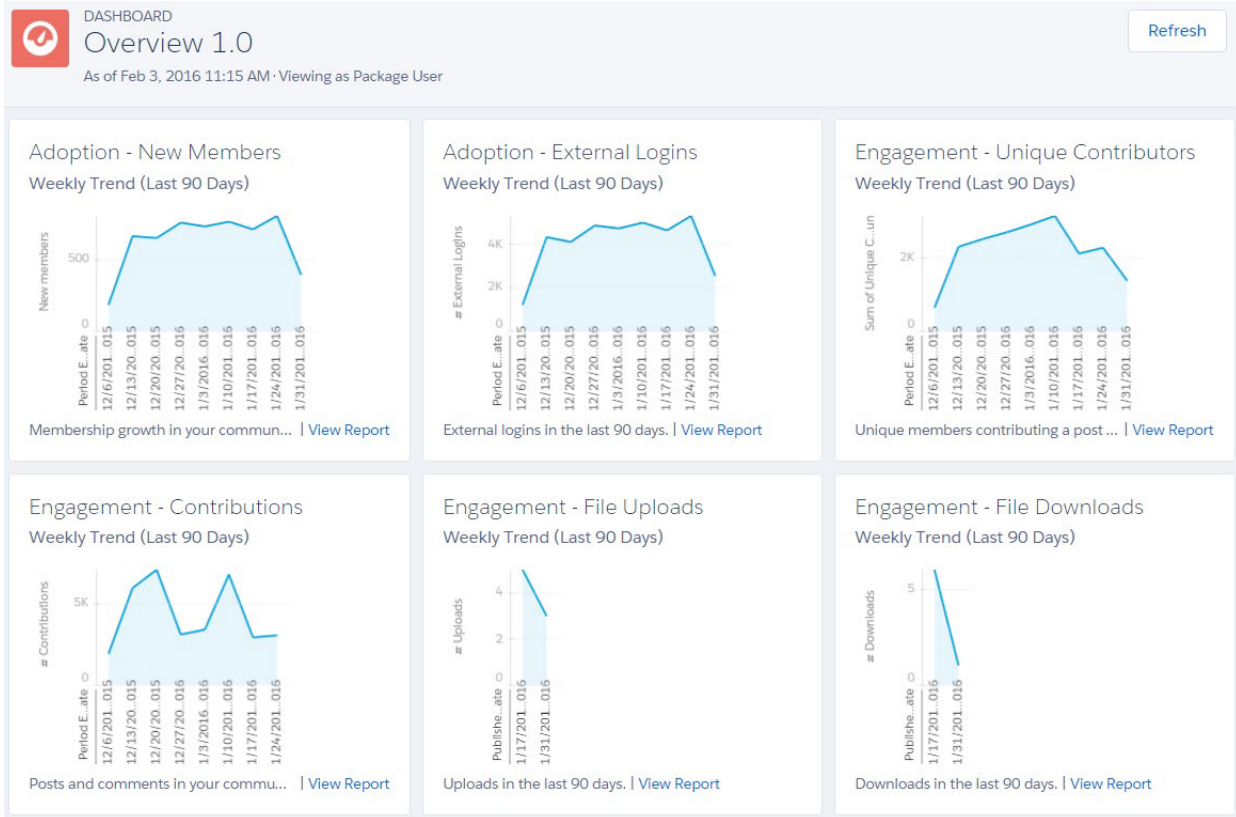 DASHBOARD
Overview 1.0
As of Feb 3, 2016 11:15 AM·Viewing as Package User
Refresh
Adoption - New Members
Weekly Trend (Last 90 Days)
New members
500
0
Period E...ate
12/6/201...015
12/13/20...015
12/20/20...015
12/27/20...016
1/3/2016...016
1/10/201...016
1/17/201...016
1/24/201...016
1/31/201...016
Membership growth in your commun... | View Report
Adoption - External Logins
Weekly Trend (Last 90 Days)
# External Logins
4K
2K
0
Period E...ate
12/6/201...015
12/13/20...015
12/20/20...015
12/27/20...016
1/3/2016...016
1/10/201...016
1/17/201...016
1/24/201...016
1/31/201...016
External logins in the last 90 days. | View Report
Engagement - Unique Contributors
Weekly Trend (Last 90 Days)
Sum of Unique C...un
2K
0
Period E...ate
12/6/201...015
12/13/20...015
12/20/20...015
12/27/20...016
1/3/2016...016
1/10/201...016
1/17/201...016
1/24/201...016
1/31/201...016
Unique members contributing a post ... | View Report
Engagement - Contributions
Weekly Trend (Last 90 Days)
# Contributions
5K
0
Period E...ate
12/6/201...015
12/13/20...015
12/20/20...015
12/27/20...016
1/3/2016...016
1/10/201...016
1/17/201...016
1/24/201...016
Posts and comments in your commu... | View Report
Engagement - File Uploads
Weekly Trend (Last 90 Days)
# Uploads
4
2
0
Publishe...ate
1/17/201...016
1/31/201...016
Uploads in the last 90 days. | View Report
Engagement - File Downloads
Weekly Trend (Last 90 Days)
# Downloads
5
0
Publishe...ate
1/17/201...016
1/31/201...016
Downloads in the last 90 days. | View Report